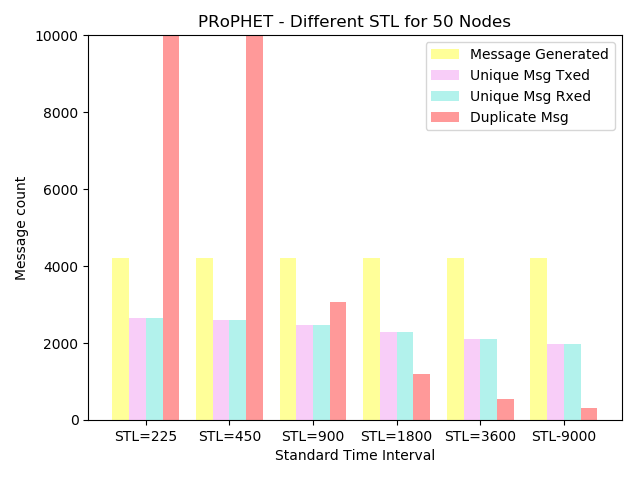 PRoPHET - Different STL for 50 Nodes
10000
8000
6000
4000
2000
0
Message count
Message Generated
Unique Msg Txed
Unique Msg Rxed
Duplicate Msg
STL=225 STL=450 STL=900 STL=1800 STL=3600 STL-9000
Standard Time Interval